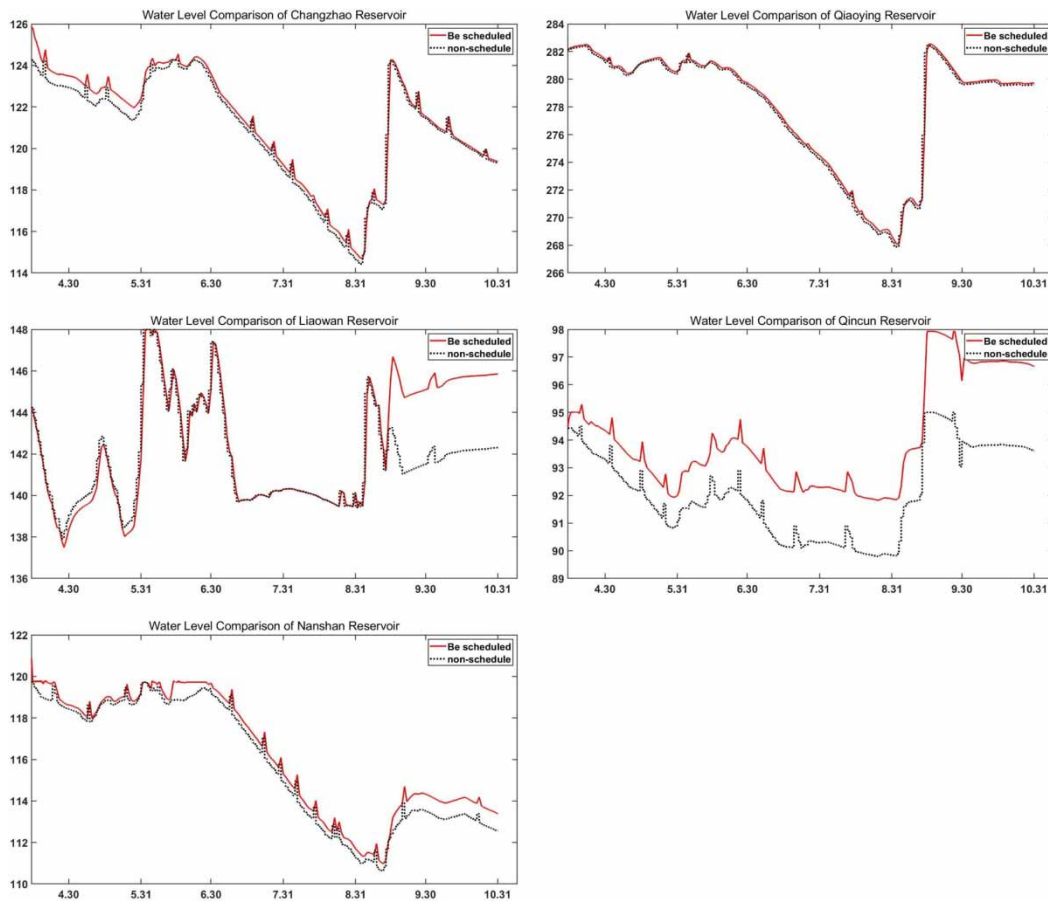 Water Level Comparison of Changzhao Reservoir
126
124
122
120
118
116
114
Be scheduled
non-schedule
4.30 5.31 6.30 7.31 8.31 9.30 10.31
Water Level Comparison of Qiaoying Reservoir
284
282
280
278
276
274
272
270
268
266
Be scheduled
non-schedule
4.30 5.31 6.30 7.31 8.31 9.30 10.31
Water Level Comparison of Liaowan Reservoir
148
146
144
142
140
138
136
Be scheduled
non-schedule
4.30 5.31 6.30 7.31 8.31 9.30 10.31
Water Level Comparison of Qincun Reservoir
98
97
96
95
94
93
92
91
90
89
Be scheduled
non-schedule
4.30 5.31 6.30 7.31 8.31 9.30 10.31
Water Level Comparison of Nanshan Reservoir
122
120
118
116
114
112
110
Be scheduled
non-schedule
4.30 5.31 6.30 7.31 8.31 9.30 10.31